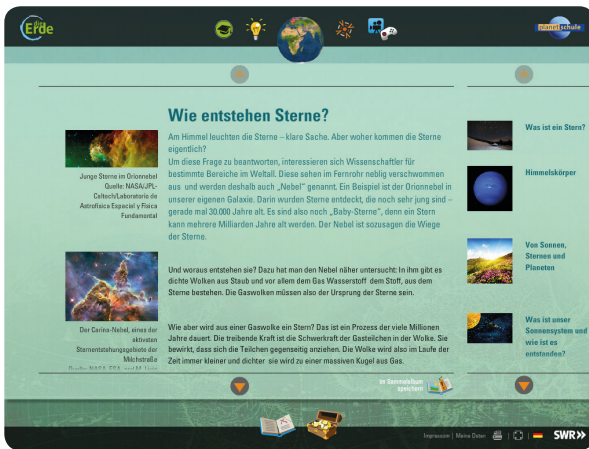 die
Erde
planet schule
Wie entstehen Sterne?
Am Himmel leuchten die Sterne – klare Sache. Aber woher kommen die Sterne
eigentlich?
Um diese Frage zu beantworten, interessieren sich Wissenschaftler für
bestimmte Bereiche im Weltall. Diese sehen im Fernrohr neblig verschwommen
aus und werden deshalb auch „Nebel" genannt. Ein Beispiel ist der Orionnebel in
unserer eigenen Galaxie. Darin wurden Sterne entdeckt, die noch sehr jung sind –
gerade mal 30.000 Jahre alt. Es sind also noch „Baby-Sterne", denn ein Stern
kann mehrere Milliarden Jahre alt werden. Der Nebel ist sozusagen die Wiege
der Sterne.
Und woraus entstehen sie? Dazu hat man den Nebel näher untersucht: In ihm gibt es
dichte Wolken aus Staub und vor allem dem Gas Wasserstoff dem Stoff, aus dem
Sterne bestehen. Die Gaswolken müssen also der Ursprung der Sterne sein.
Wie aber wird aus einer Gaswolke ein Stern? Das ist ein Prozess der viele Millionen
Jahre dauert. Die treibende Kraft ist die Schwerkraft der Gasteilchen in der Wolke. Sie
bewirkt, dass sich die Teilchen gegenseitig anziehen. Die Wolke wird also im Laufe der
Zeit immer kleiner und dichter sie wird zu einer massiven Kugel aus Gas.
Junge Sterne im Orionnebel
Quelle: NASA/JPL-
Caltech/Laboratorio de
Astrofísica Espacial y Física
Fundamental
Der Carina-Nebel, eines der
aktivsten
Sternentstehungsgebiete der
Milchstraße
Quelle: NASA, ESA, and M. Livio
Was ist ein Stern?
Himmelskörper
Von Sonnen,
Sternen und
Planeten
Was ist unser
Sonnensystem und
wie ist es
entstanden?
im Sammelalbum
speichern
Impressum | Meine Daten
SWR